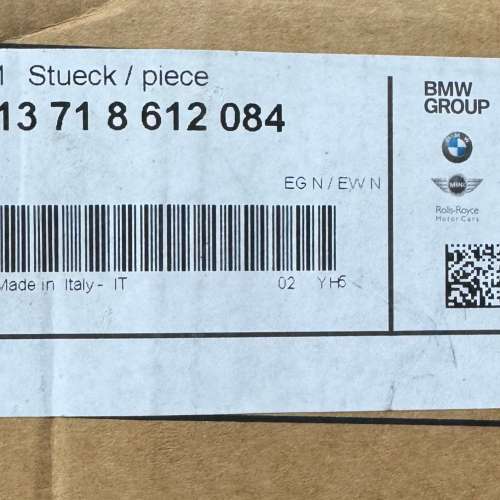 1 Stueck / piece
13 71 8 612 084
EG N / EW N
Made in Italy - IT
02 YH6
BMW
GROUP
MINI
Rolls-Royce
Motor Cars